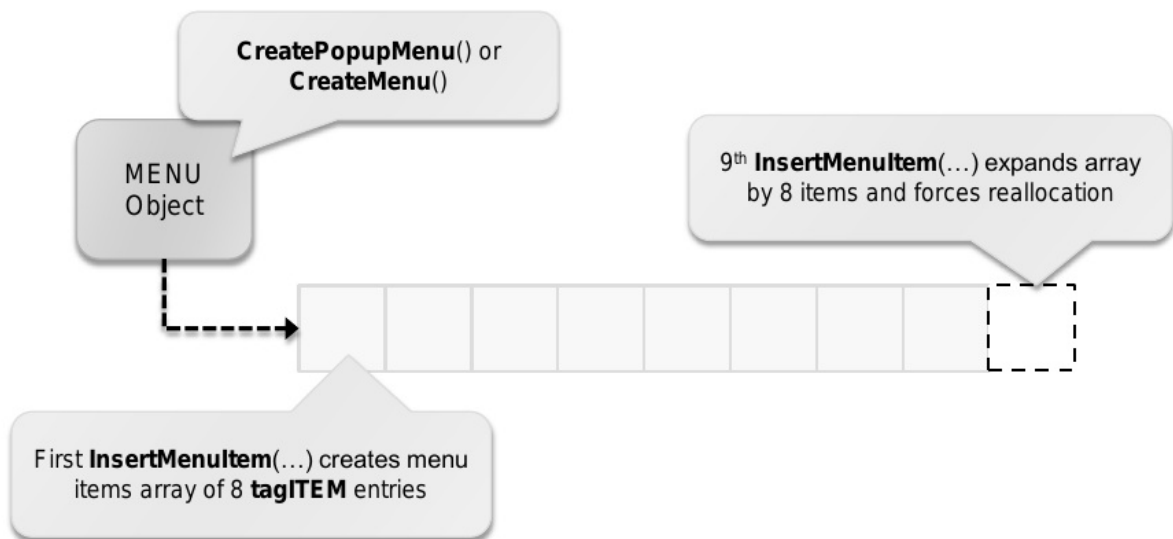 CreatePopupMenu() or
CreateMenu()
MENU
Object
9th InsertMenuItem(...) expands array
by 8 items and forces reallocation
First InsertMenuItem(...) creates menu
items array of 8 tagITEM entries